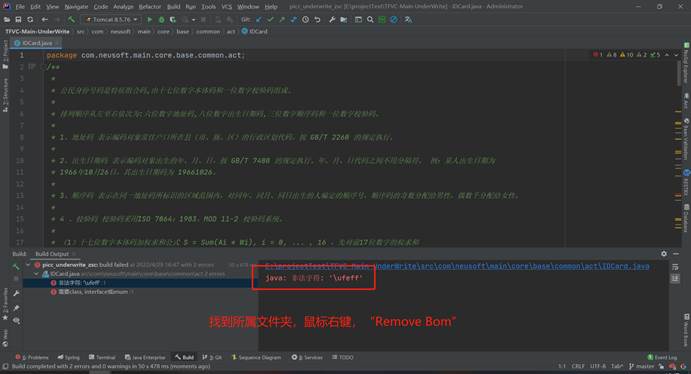 File Edit View Navigate Code Analyze Refactor Build Run Tools VCS Window Help
picc_underwrite_zsc [E:\projectTest\TFVC-Main-UnderWrite] - IDCard.java - Administrator
Tomcat 8.5.76
Git:
TFVC-Main-UnderWrite src com neusoft main core base common act IDCard
IDCard.java
1 package com.neusoft.main.core.base.common.act;
2 /**
3 *
4 * 公民身份号码是特征组合码,由十七位数字本体码和一位数字校验码组成。
5 *
6 * 排列顺序从左至右依次为:六位数字地址码,八位数字出生日期码,三位数字顺序码和一位数字校验码。
* 1、地址码 表示编码对象常住户口所在县(市、旗、区)的行政区划代码,按 GB/T 2260 的规定执行。
* 2、出生日期码 表示编码对象出生的年、月、日,按 GB/T 7408 的规定执行,年、月、日代码之间不用分隔符。 例:某人出生日期为
* 1966年10月26日,其出生日期码为 19661026。
* 3、顺序码 表示在同一地址码所标识的区域范围内,对同年、同月、同日出生的人编定的顺序号,顺序码的奇数分配给男性,偶数千分配给女性。
* 4 、校验码 校验码采用ISO 7064:1983,MOD 11-2 校验码系统。
* (1)十七位数字本体码加权求和公式 S = Sum(Ai * Wi), i = 0, ... , 16 ,先对前17位数字的权求和
Build: Build Output
picc_underwrite_zsc: build failed
50 s 478 ms
IDCard.java src\com\neusoft\main\core\base\common\act 2 errors
非法字符: '\ufeff' :1
需要class, interface或enum
E:\projectTest\TFVC-Main-UnderWrite\src\com\neusoft\main\core\base\common\act\IDCard.java
java: 非法字符: '\ufeff'
找到所属文件夹,鼠标右键,“Remove Bom”
6: Problems Spring Terminal Java Enterprise Build 9: Git Sequence Diagram 8: Services TODO Event Log
Build completed with 2 errors and 0 warnings in 50 s 478 ms (moments ago)
1:1 CRLF UTF-8 Tab* master